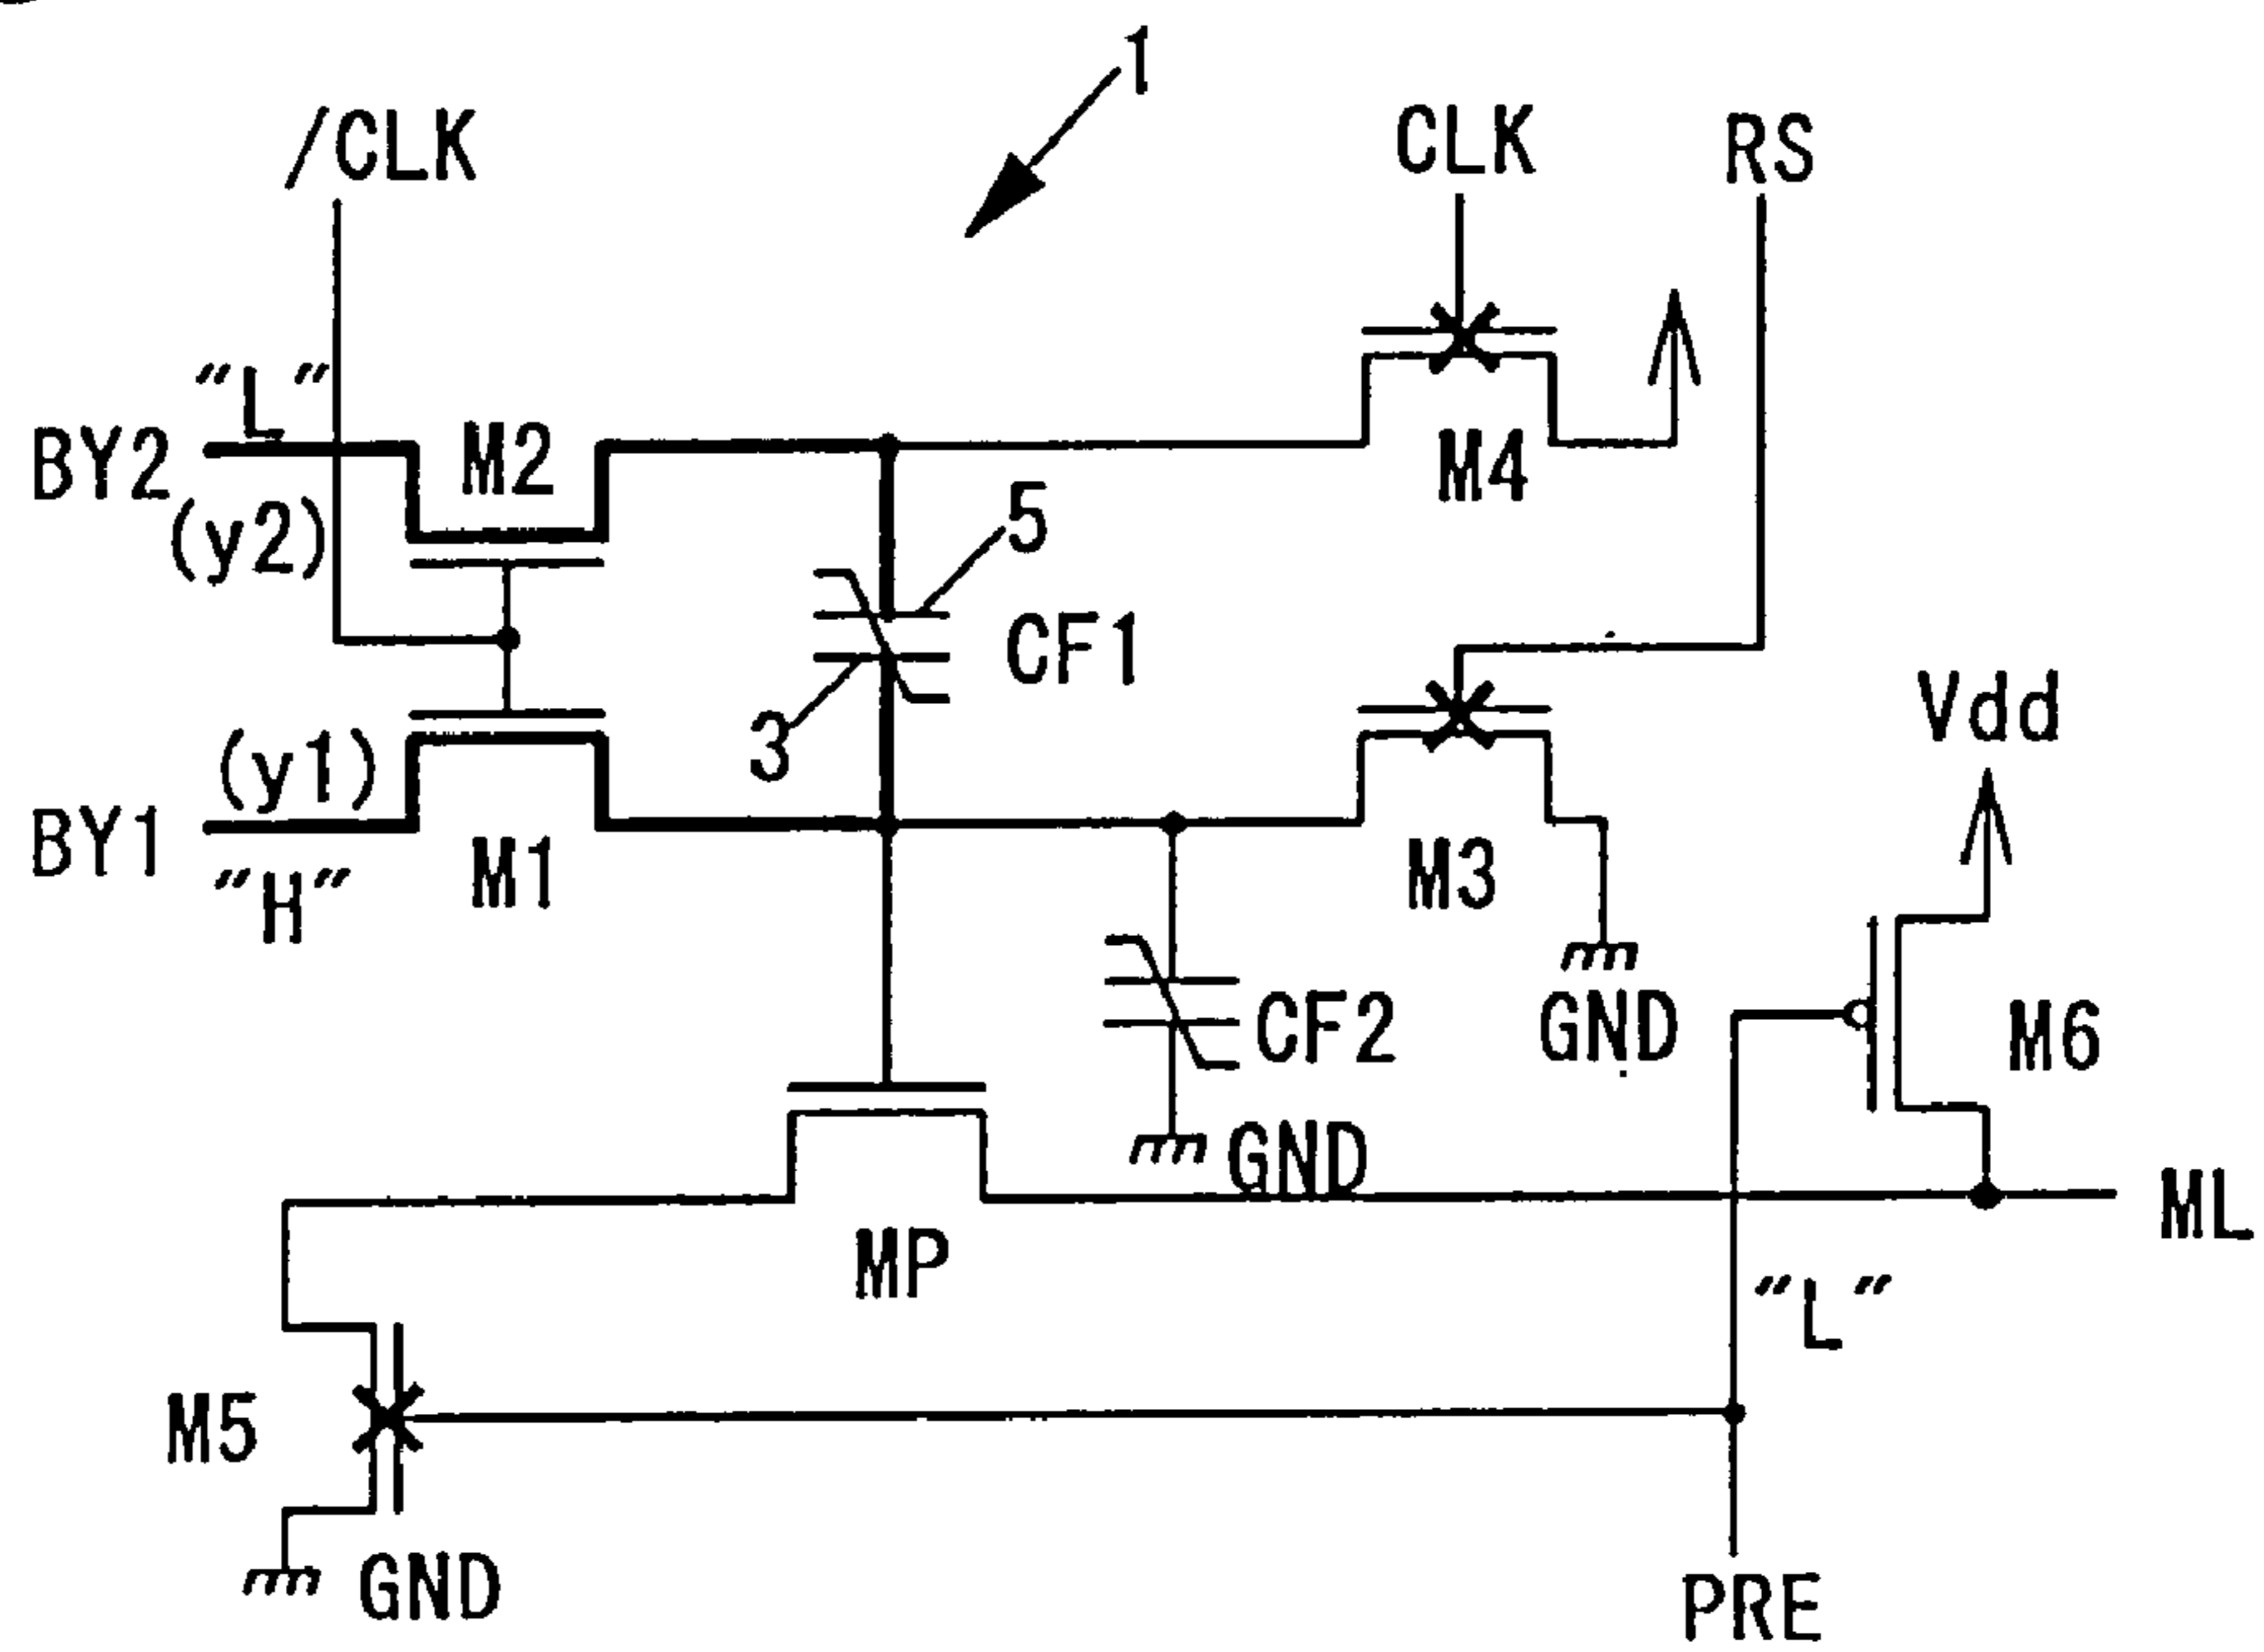 1
/CLK
CLK
RS
"L"
BY2
M2
M4
(y2)
5
CF1
3
(y1)
Vdd
BY1
M1
M3
"H"
CF2
GND
M6
GND
ML
MP
"L"
M5
GND
PRE